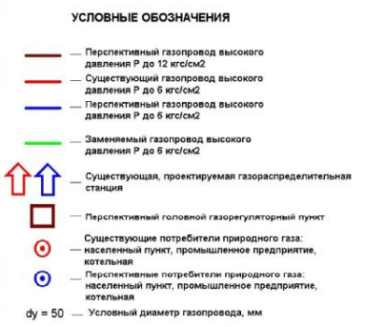 УСЛОВНЫЕ ОБОЗНАЧЕНИЯ
— Перспективный газопровод высокого
давления Р до 12 кгс/см2
— Существующий газопровод высокого
давления Р до 6 кгс/см2
— Перспективный газопровод высокого
давления Р до 6 кгс/см2
— Заменяемый газопровод высокого
давления Р до 6 кгс/см2
— Существующая, проектируемая газораспределительная
станция
— Перспективный головной газорегуляторный пункт
— Существующие потребители природного газа:
населенный пункт, промышленное предприятие,
котельная
— Перспективные потребители природного газа:
населенный пункт, промышленное предприятие,
котельная
dy = 50 — Условный диаметр газопровода, мм